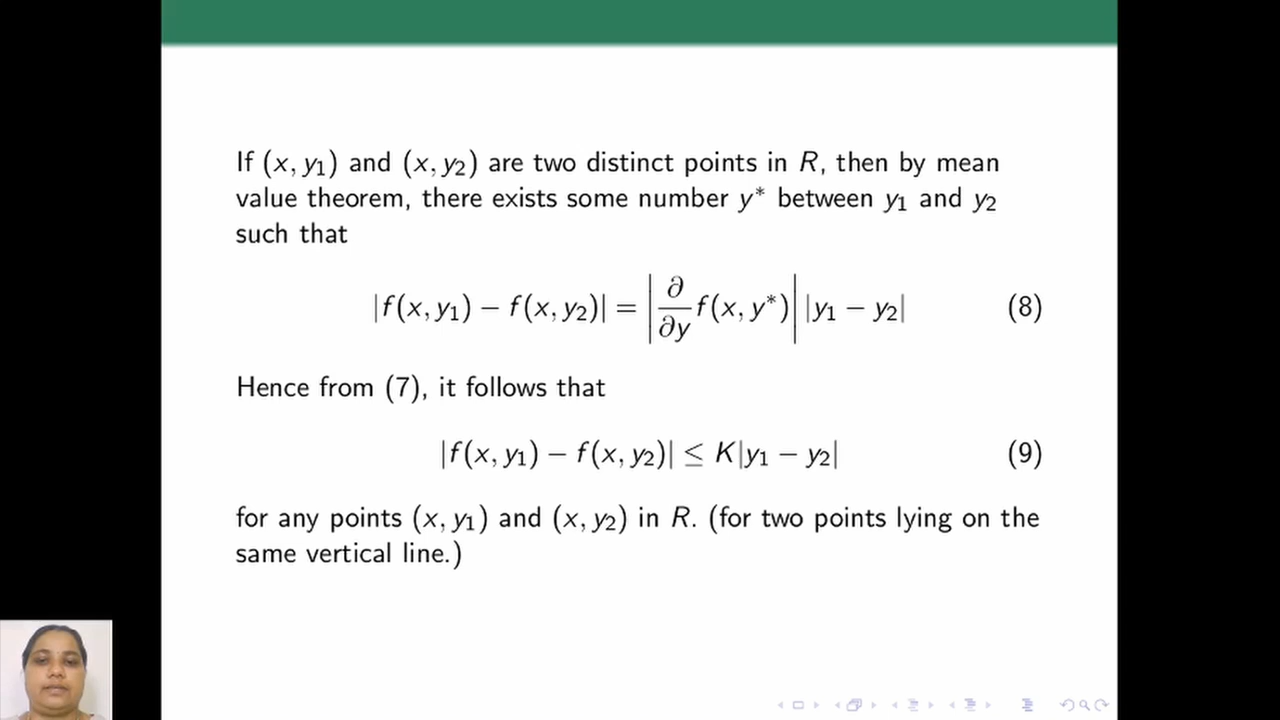 If (x, y₁) and (x, y₂) are two distinct points in R, then by mean
value theorem, there exists some number y* between y₁ and y₂
such that
|f(x, y₁) − f(x, y₂)| = |∂/∂y f(x, y*)| |y₁ − y₂| (8)
Hence from (7), it follows that
|f(x, y₁) − f(x, y₂)| ≤ K|y₁ − y₂| (9)
for any points (x, y₁) and (x, y₂) in R. (for two points lying on the
same vertical line.)